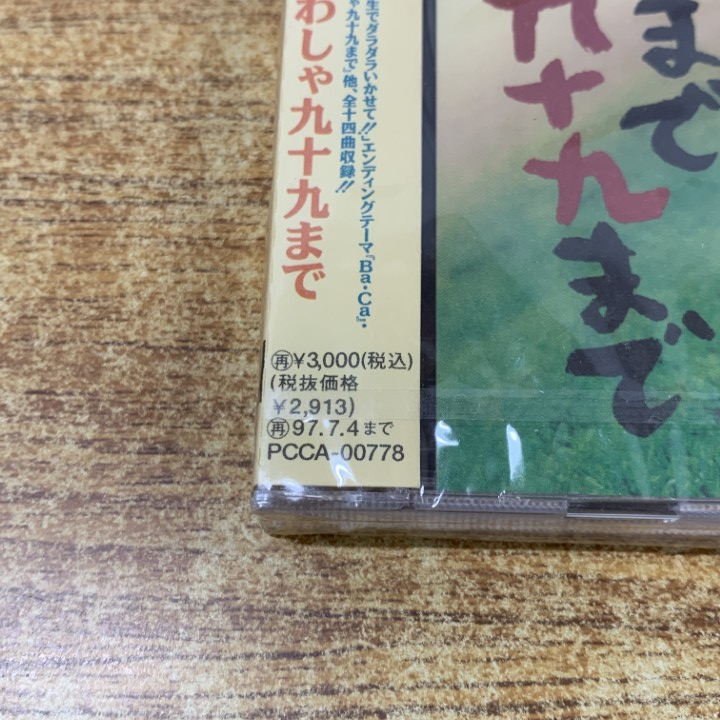 まで
九十九まで
生でダラダラいかせて!!」エンディングテーマ『Ba・Ca』・
九十九まで』他、全十四曲収録!!
わしゃ九十九まで
再¥3,000(税込)
(税抜価格
¥2,913)
再97.7.4まで
PCCA-00778